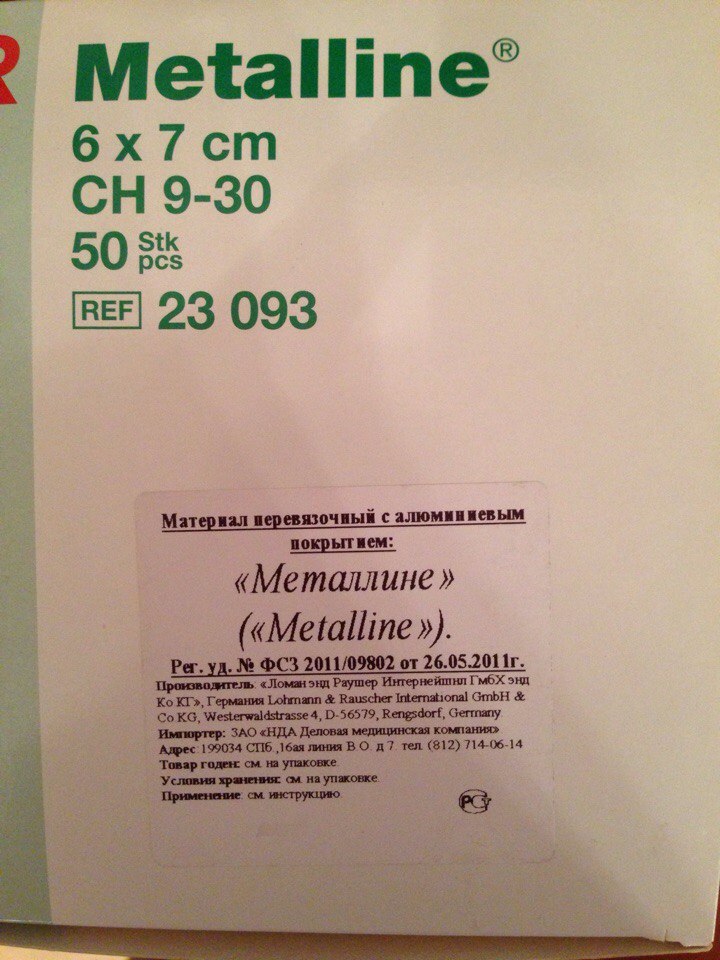 R
Metalline®
6 x 7 cm
CH 9-30
50 Stk pcs
REF 23 093
Материал перевязочный с алюминиевым
покрытием:
«Металлине»
(«Metalline»).
Рег. уд. № ФСЗ 2011/09802 от 26.05.2011г.
Производитель: «Ломан энд Раушер Интернейшнл ГмбХ энд
Ко КГ», Германия Lohmann & Rauscher International GmbH &
Co KG, Westerwaldstrasse 4, D-56579, Rengsdorf, Germany
Импортер: ЗАО «НДА Деловая медицинская компания»
Адрес: 199034 СПб ,16ая линия В.О. д 7. тел. (812) 714-06-14
Товар годен: см. на упаковке.
Условия хранения: см. на упаковке.
Применение: см. инструкцию.
РСТ